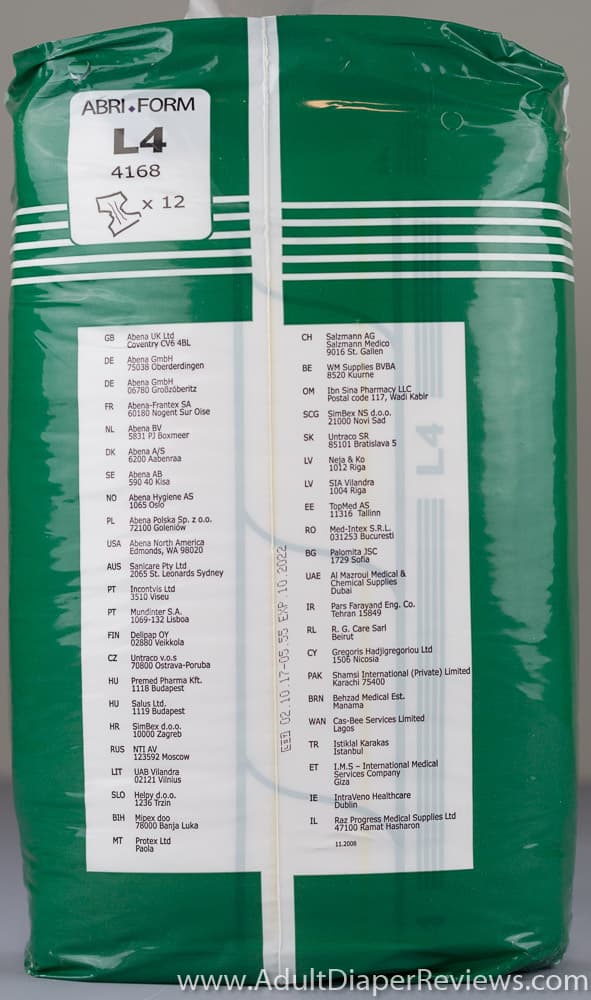 ABRI FORM
L4
4168
x 12
GB Abena UK Ltd
Coventry CV6 4BL
DE Abena GmbH
75038 Oberderdingen
DE Abena GmbH
06780 Großzöberitz
FR Abena-Frantex SA
60180 Nogent Sur Oise
NL Abena BV
5831 PJ Boxmeer
DK Abena A/S
6200 Aabenraa
SE Abena AB
590 40 Kisa
NO Abena Hygiene AS
1065 Oslo
PL Abena Polska Sp. z o.o.
72100 Goleniów
USA Abena North America
Edmonds, WA 98020
AUS Sanicare Pty Ltd
2065 St. Leonards Sydney
PT Incontvis Ltd
3510 Viseu
PT Mundinter S.A.
1069-132 Lisboa
FIN Delipap OY
02880 Veikkola
CZ Untraco v.o.s
70800 Ostrava-Poruba
HU Premed Pharma Kft.
1118 Budapest
HU Salus Ltd.
1119 Budapest
HR SimBex d.o.o.
10000 Zagreb
RUS NTI AV
123592 Moscow
LIT UAB Vilandra
02121 Vilnius
SLO Helpy d.o.o.
1236 Trzin
BIH Mipex doo
78000 Banja Luka
MT Protex Ltd
Paola
CH Salzmann AG
Salzmann Medico
9016 St. Gallen
BE WM Supplies BVBA
8520 Kuurne
OM Ibn Sina Pharmacy LLC
Postal code 117, Wadi Kabir
SCG SimBex NS d.o.o.
21000 Novi Sad
SK Untraco SR
85101 Bratislava 5
LV Neja & Ko
1012 Riga
LV SIA Vilandra
1004 Riga
EE TopMed AS
11316 Tallinn
RO Med-Intex S.R.L.
031253 Bucuresti
BG Palomita JSC
1729 Sofia
UAE Al Mazroui Medical &
Chemical Supplies
Dubai
IR Pars Farayand Eng. Co.
Tehran 15849
RL R. G. Care Sarl
Beirut
CY Gregoris Hadjigregoriou Ltd
1506 Nicosia
PAK Shamsi International (Private) Limited
Karachi 75400
BRN Behzad Medical Est.
Manama
WAN Cas-Bee Services Limited
Lagos
TR Istiklal Karakas
Istanbul
ET I.M.S - International Medical
Services Company
Giza
IE IntraVeno Healthcare
Dublin
IL Raz Progress Medical Supplies Ltd
47100 Ramat Hasharon
11.2008
02.10.17-05.55 EXP.10.2022
L4
4
www.AdultDiaperReviews.com